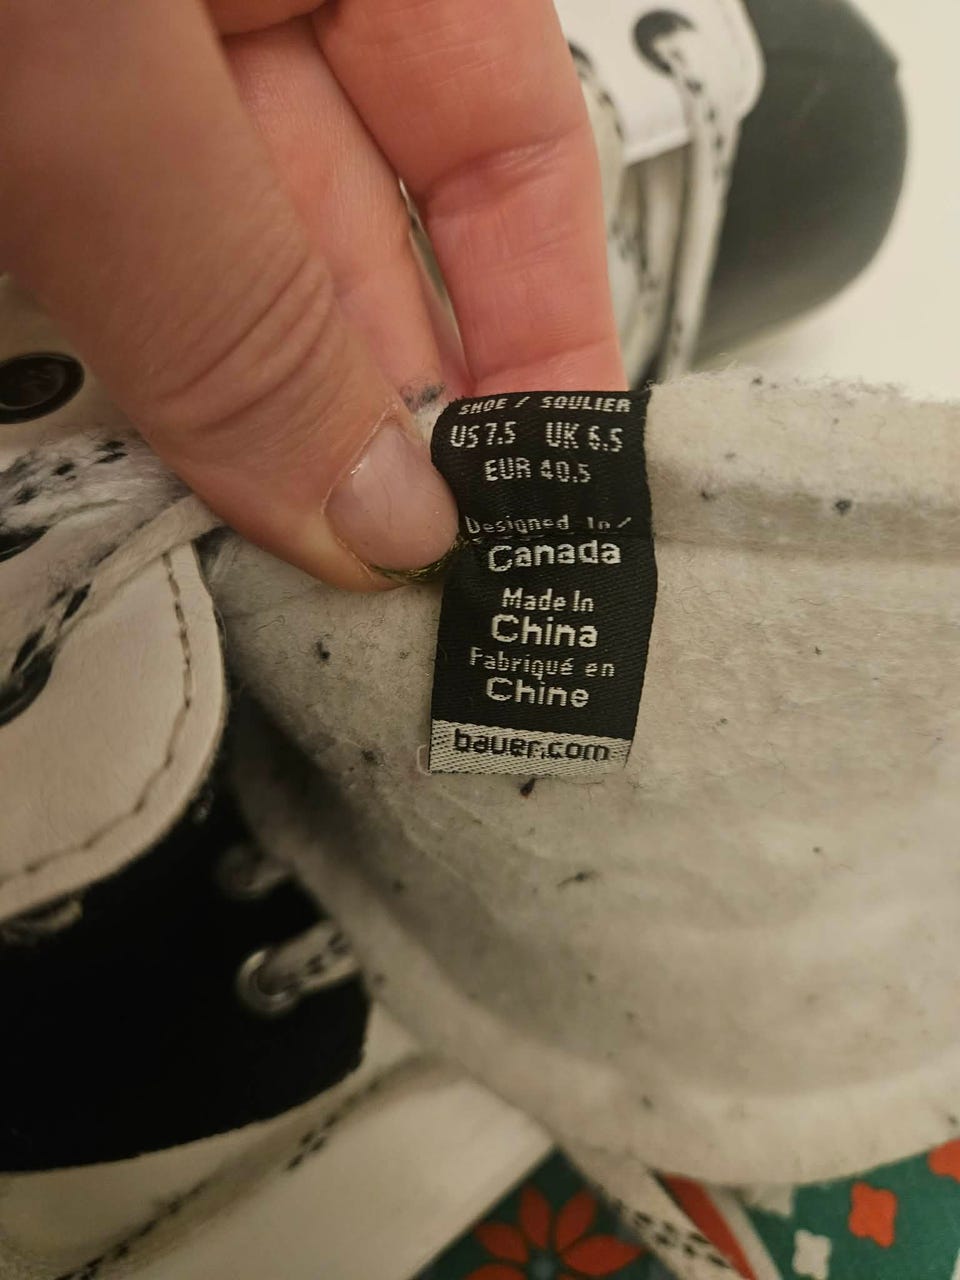 SHOE / SOULIER
US 7.5 UK 6.5
EUR 40.5
Designed In /
Canada
Made In
China
Fabriqué en
Chine
bauer.com